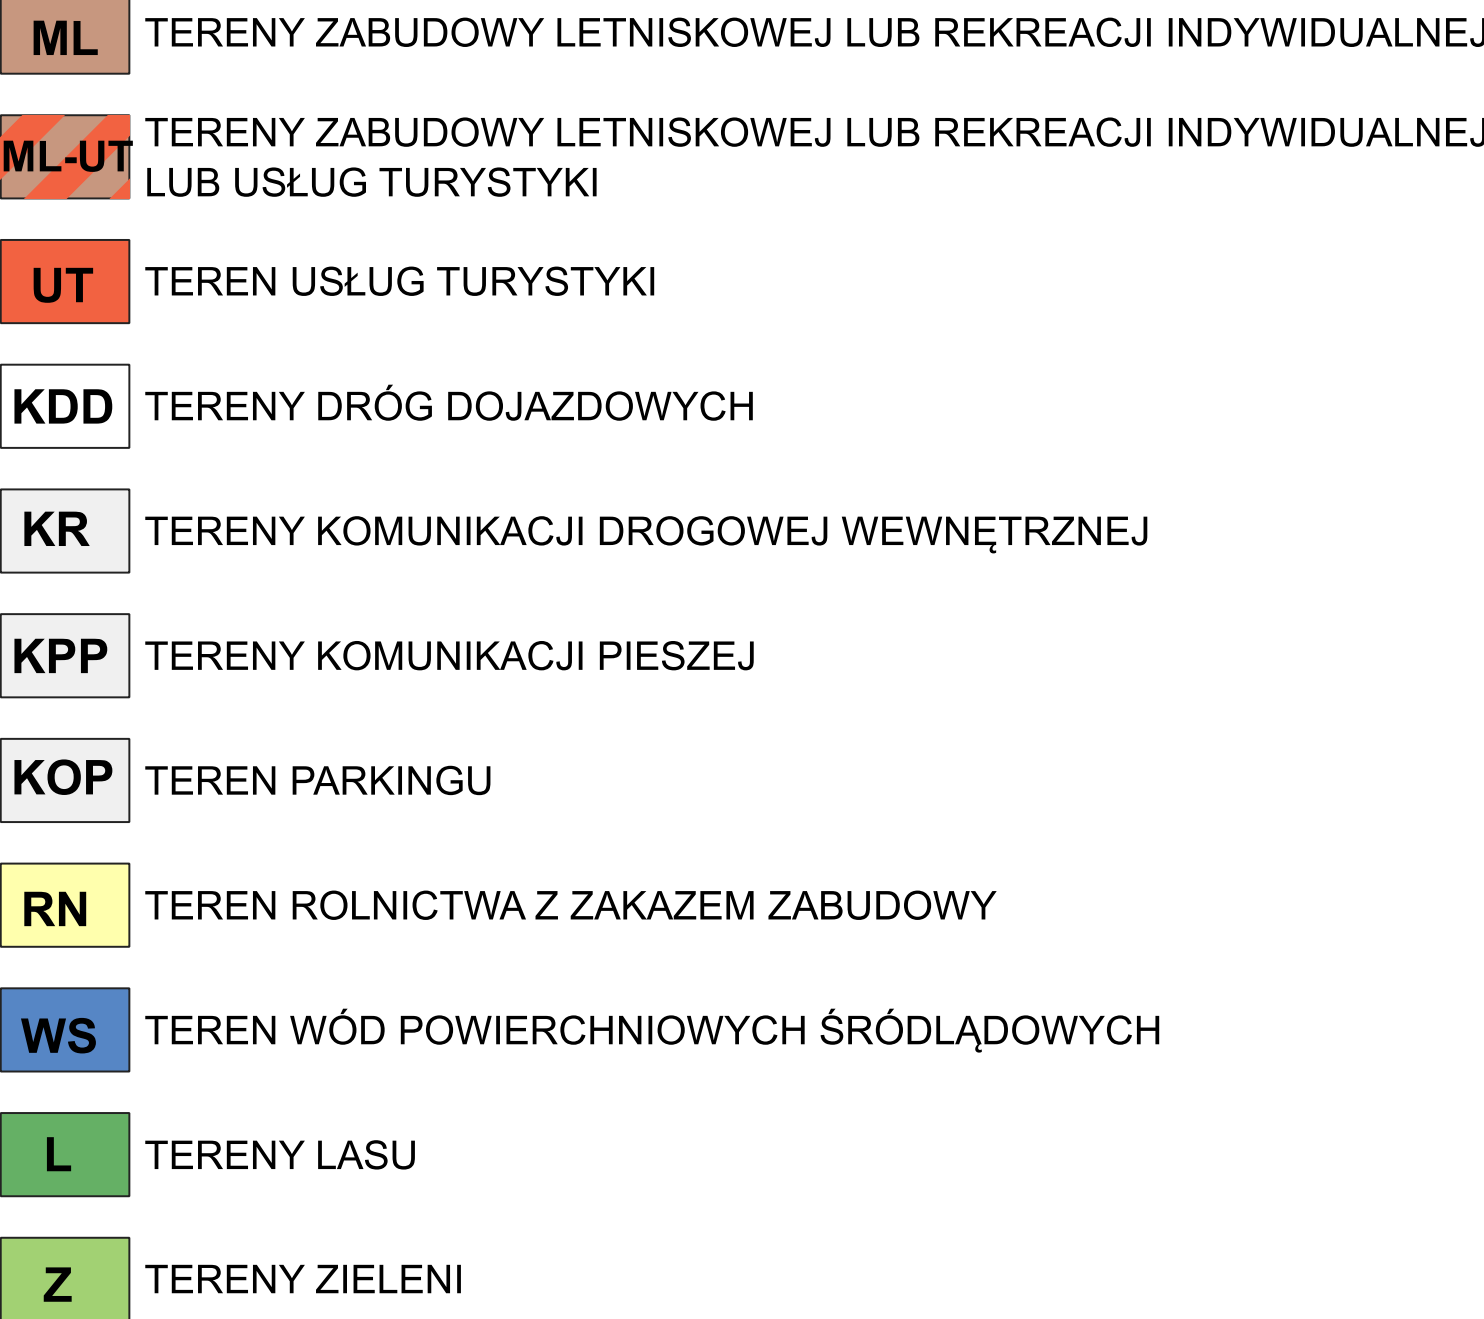 ML TERENY ZABUDOWY LETNISKOWEJ LUB REKREACJI INDYWIDUALNEJ
ML-UT TERENY ZABUDOWY LETNISKOWEJ LUB REKREACJI INDYWIDUALNEJ
LUB USŁUG TURYSTYKI
UT TEREN USŁUG TURYSTYKI
KDD TERENY DRÓG DOJAZDOWYCH
KR TERENY KOMUNIKACJI DROGOWEJ WEWNĘTRZNEJ
KPP TERENY KOMUNIKACJI PIESZEJ
KOP TEREN PARKINGU
RN TEREN ROLNICTWA Z ZAKAZEM ZABUDOWY
WS TEREN WÓD POWIERCHNIOWYCH ŚRÓDLĄDOWYCH
L TERENY LASU
Z TERENY ZIELENI